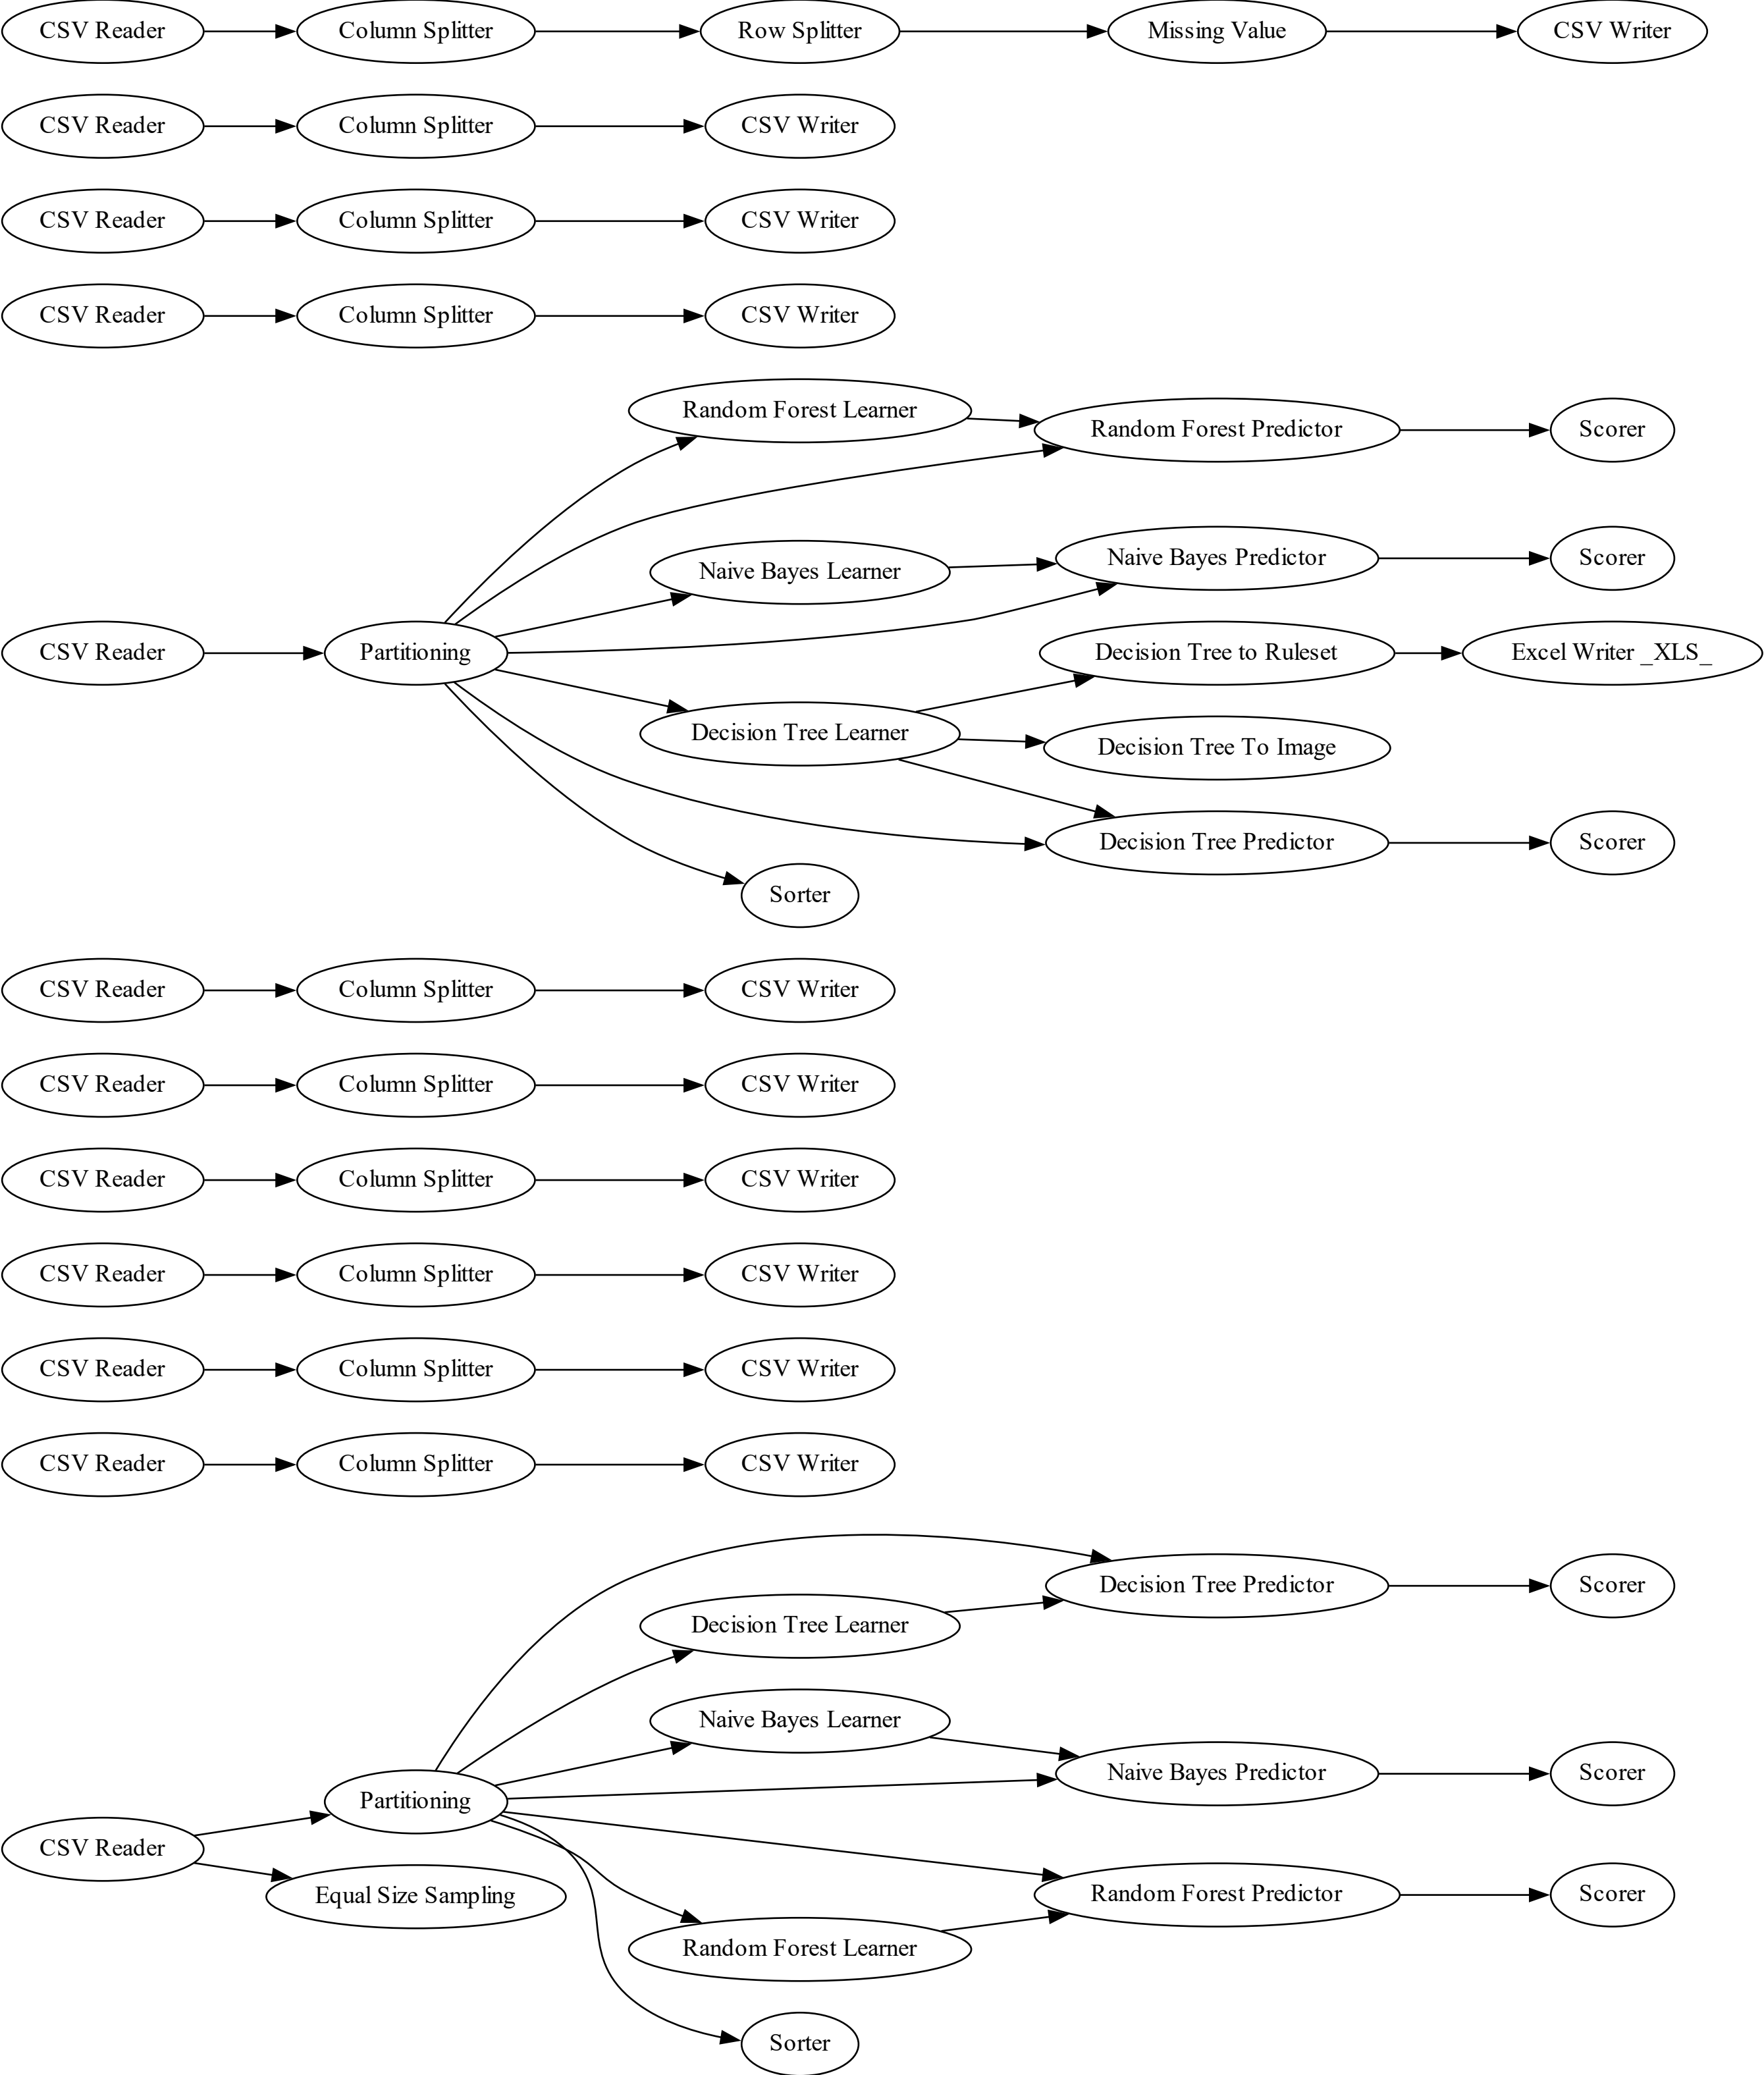 CSV Reader Column Splitter Row Splitter Missing Value CSV Writer
CSV Reader Column Splitter CSV Writer
CSV Reader Column Splitter CSV Writer
CSV Reader Column Splitter CSV Writer
Random Forest Learner
Random Forest Predictor Scorer
Naive Bayes Predictor Scorer
Naive Bayes Learner
CSV Reader Partitioning Decision Tree to Ruleset Excel Writer _XLS_
Decision Tree Learner
Decision Tree To Image
Decision Tree Predictor Scorer
Sorter
CSV Reader Column Splitter CSV Writer
CSV Reader Column Splitter CSV Writer
CSV Reader Column Splitter CSV Writer
CSV Reader Column Splitter CSV Writer
CSV Reader Column Splitter CSV Writer
CSV Reader Column Splitter CSV Writer
Decision Tree Predictor Scorer
Decision Tree Learner
Naive Bayes Learner
Naive Bayes Predictor Scorer
Partitioning
CSV Reader
Equal Size Sampling Random Forest Predictor Scorer
Random Forest Learner
Sorter